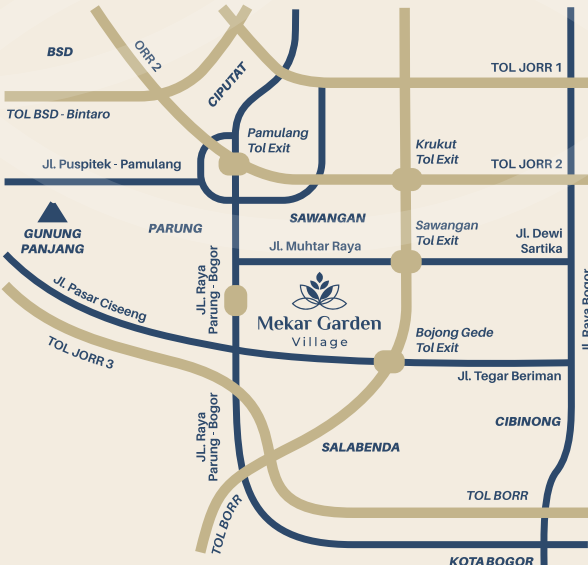 BSD
ORR 2
CIPUTAT
TOL JORR 1
TOL BSD - Bintaro
Pamulang
Tol Exit
Krukut
Tol Exit
Jl. Puspitek - Pamulang
TOL JORR 2
GUNUNG
PANJANG
PARUNG
SAWANGAN
Sawangan
Tol Exit
Jl. Dewi
Sartika
Jl. Muhtar Raya
JL. Raya
Parung - Bogor
Jl. Raya Bogor
Jl. Pasar Ciseeng
Mekar Garden
Village
Bojong Gede
Tol Exit
TOL JORR 3
Jl. Tegar Beriman
JL. Raya
Parung - Bogor
CIBINONG
SALABENDA
TOL BORR
TOL BORR
KOTA BOGOR